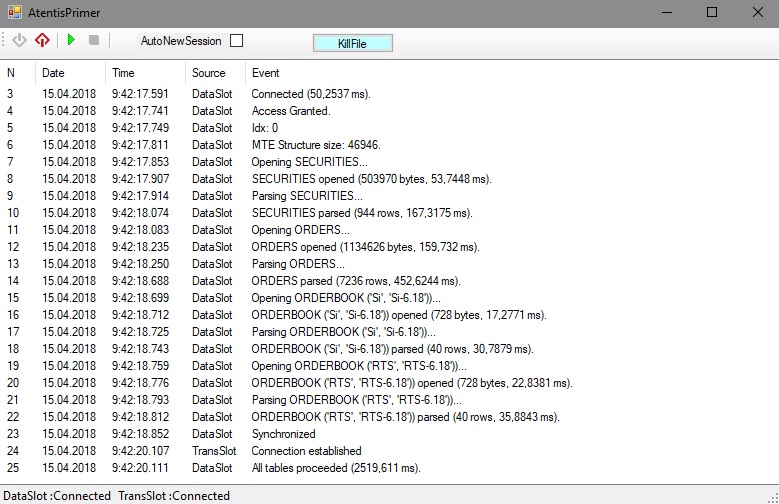 AtentisPrimer
AutoNewSession KillFile
N Date Time Source Event
3 15.04.2018 9:42:17.591 DataSlot Connected (50,2537 ms).
4 15.04.2018 9:42:17.741 DataSlot Access Granted.
5 15.04.2018 9:42:17.749 DataSlot Idx: 0
6 15.04.2018 9:42:17.811 DataSlot MTE Structure size: 46946.
7 15.04.2018 9:42:17.853 DataSlot Opening SECURITIES...
8 15.04.2018 9:42:17.907 DataSlot SECURITIES opened (503970 bytes, 53,7448 ms).
9 15.04.2018 9:42:17.914 DataSlot Parsing SECURITIES...
10 15.04.2018 9:42:18.074 DataSlot SECURITIES parsed (944 rows, 167,3175 ms).
11 15.04.2018 9:42:18.083 DataSlot Opening ORDERS...
12 15.04.2018 9:42:18.235 DataSlot ORDERS opened (1134626 bytes, 159,732 ms).
13 15.04.2018 9:42:18.250 DataSlot Parsing ORDERS...
14 15.04.2018 9:42:18.688 DataSlot ORDERS parsed (7236 rows, 452,6244 ms).
15 15.04.2018 9:42:18.699 DataSlot Opening ORDERBOOK ('Si', 'Si-6.18'))...
16 15.04.2018 9:42:18.712 DataSlot ORDERBOOK ('Si', 'Si-6.18')) opened (728 bytes, 17,2771 ms).
17 15.04.2018 9:42:18.725 DataSlot Parsing ORDERBOOK ('Si', 'Si-6.18'))...
18 15.04.2018 9:42:18.743 DataSlot ORDERBOOK ('Si', 'Si-6.18')) parsed (40 rows, 30,7879 ms).
19 15.04.2018 9:42:18.759 DataSlot Opening ORDERBOOK ('RTS', 'RTS-6.18'))...
20 15.04.2018 9:42:18.776 DataSlot ORDERBOOK ('RTS', 'RTS-6.18')) opened (728 bytes, 22,8381 ms).
21 15.04.2018 9:42:18.793 DataSlot Parsing ORDERBOOK ('RTS', 'RTS-6.18'))...
22 15.04.2018 9:42:18.812 DataSlot ORDERBOOK ('RTS', 'RTS-6.18')) parsed (40 rows, 35,8843 ms).
23 15.04.2018 9:42:18.852 DataSlot Synchronized
24 15.04.2018 9:42:20.107 TransSlot Connection established
25 15.04.2018 9:42:20.111 DataSlot All tables proceeded (2519,611 ms).
DataSlot :Connected TransSlot :Connected